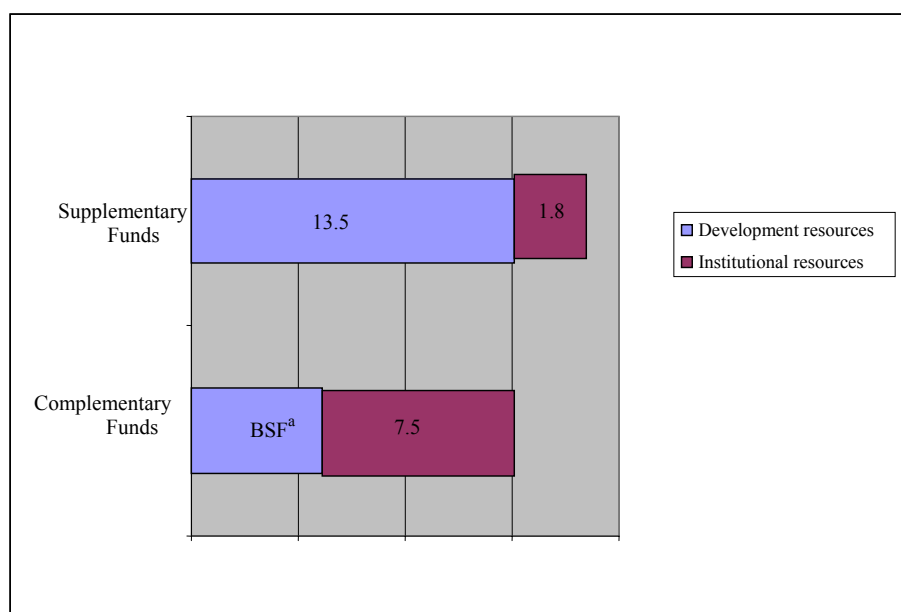 Supplementary
Funds
13.5
1.8
Development resources
Institutional resources
Complementary
Funds
BSFᵃ
7.5